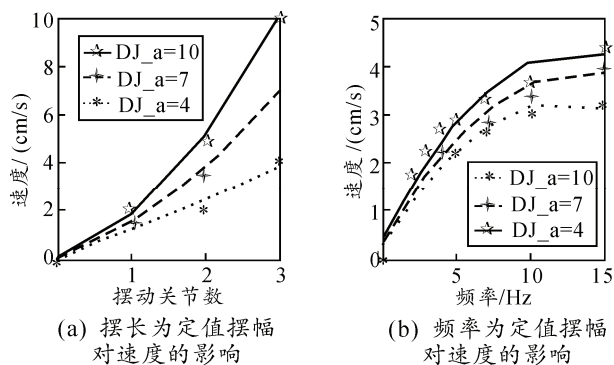 10
8
6
4
2
0
速度/(cm/s)
DJ_a=10
DJ_a=7
DJ_a=4
1
2
3
摆动关节数
(a) 摆长为定值摆幅
对速度的影响
5
4
3
2
1
0
速度/(cm/s)
DJ_a=10
DJ_a=7
DJ_a=4
5
10
15
频率/Hz
(b) 频率为定值摆幅
对速度的影响